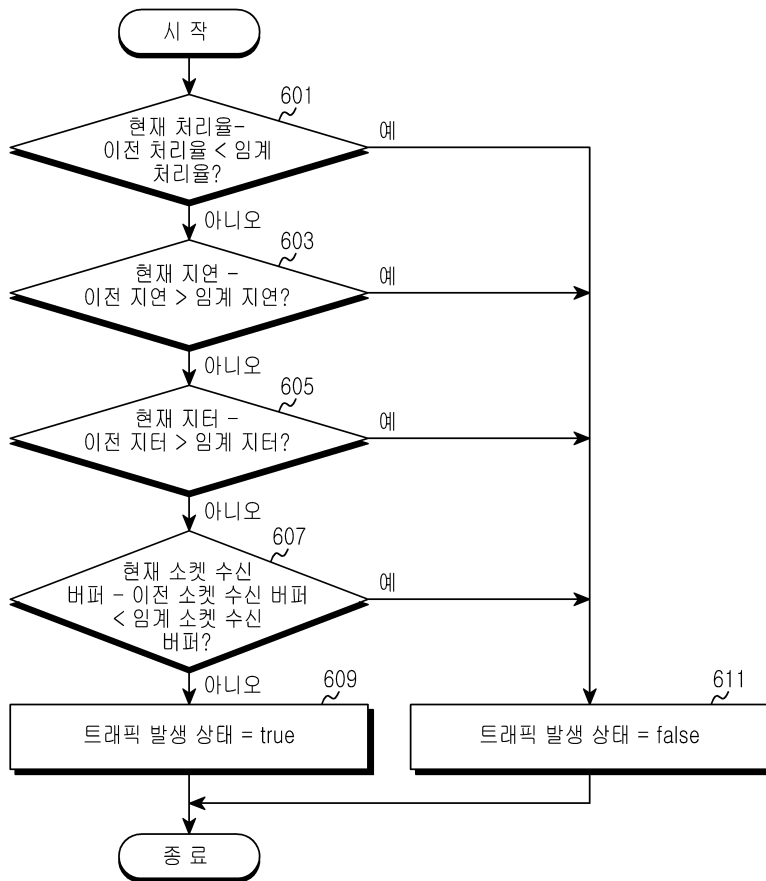 시 작
601
현재 처리율-
이전 처리율 < 임계
처리율?
예
아니오
603
현재 지연 -
이전 지연 > 임계 지연?
예
아니오
605
현재 지터 -
이전 지터 > 임계 지터?
예
아니오
607
현재 소켓 수신
버퍼 - 이전 소켓 수신 버퍼
< 임계 소켓 수신
버퍼?
예
아니오
609
트래픽 발생 상태 = true
611
트래픽 발생 상태 = false
종 료